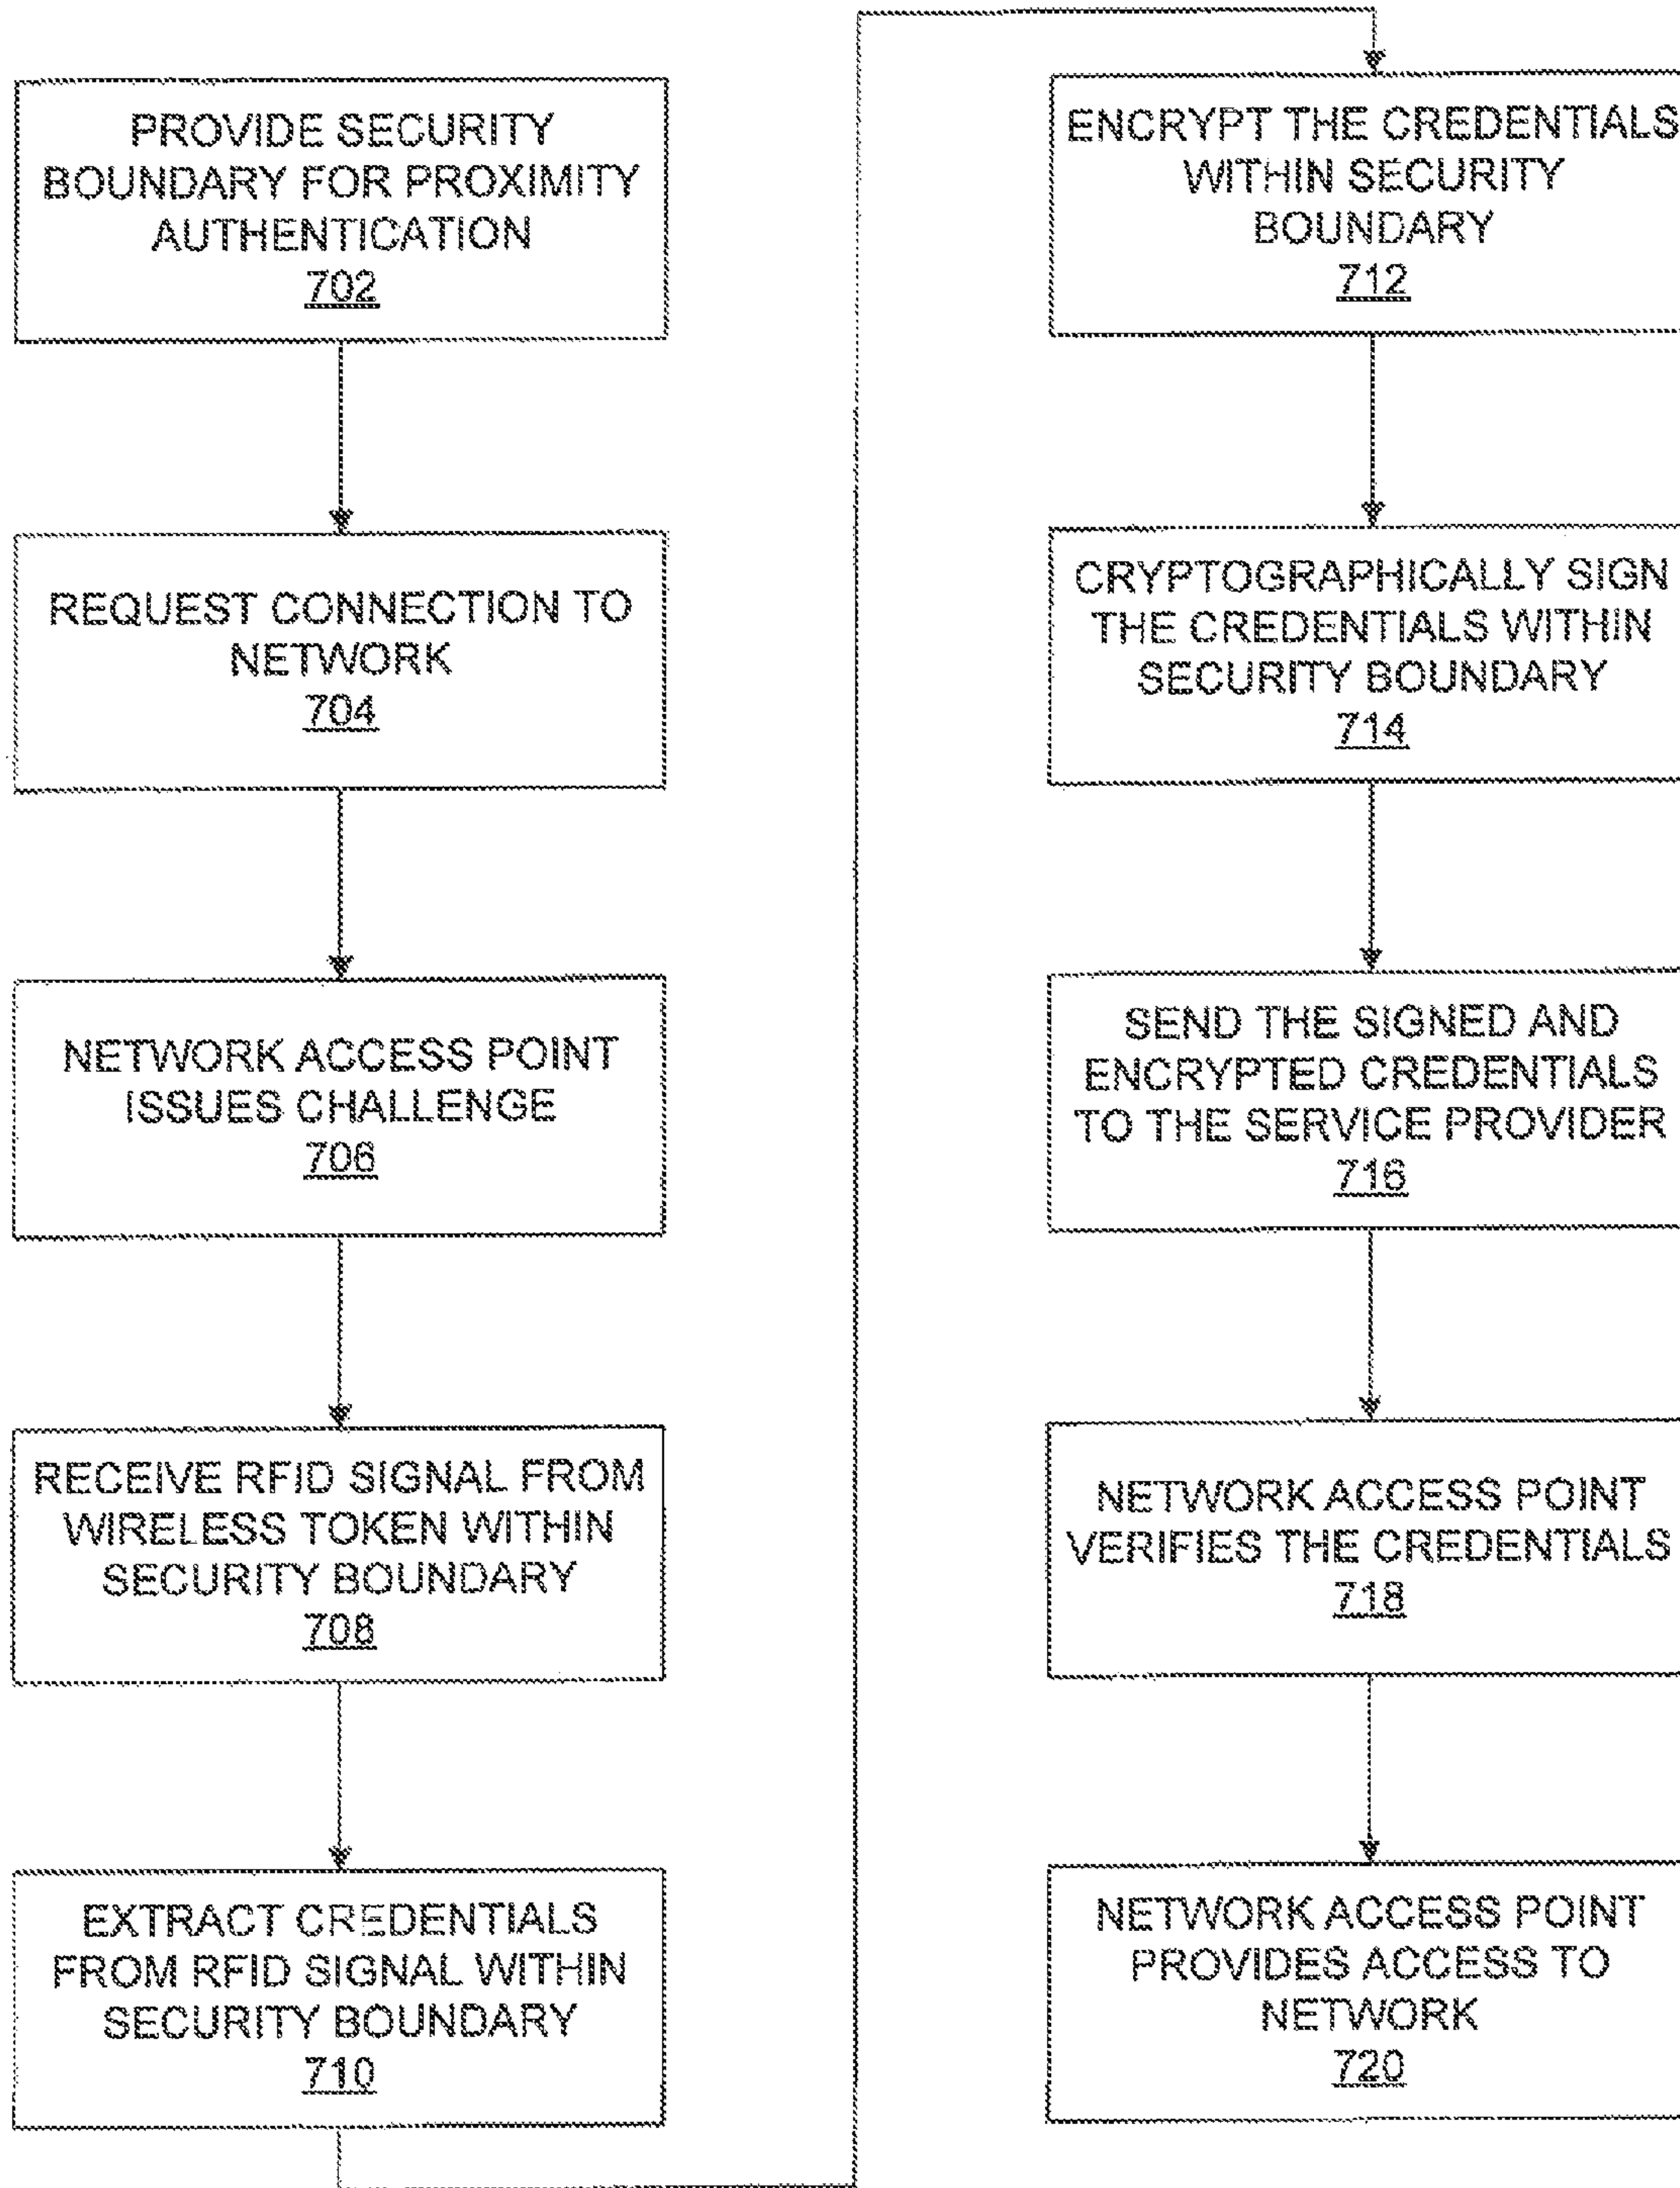 PROVIDE SECURITY
BOUNDARY FOR PROXIMITY
AUTHENTICATION
702
REQUEST CONNECTION TO
NETWORK
704
NETWORK ACCESS POINT
ISSUES CHALLENGE
706
RECEIVE RFID SIGNAL FROM
WIRELESS TOKEN WITHIN
SECURITY BOUNDARY
708
EXTRACT CREDENTIALS
FROM RFID SIGNAL WITHIN
SECURITY BOUNDARY
710
ENCRYPT THE CREDENTIALS
WITHIN SECURITY
BOUNDARY
712
CRYPTOGRAPHICALLY SIGN
THE CREDENTIALS WITHIN
SECURITY BOUNDARY
714
SEND THE SIGNED AND
ENCRYPTED CREDENTIALS
TO THE SERVICE PROVIDER
716
NETWORK ACCESS POINT
VERIFIES THE CREDENTIALS
718
NETWORK ACCESS POINT
PROVIDES ACCESS TO
NETWORK
720